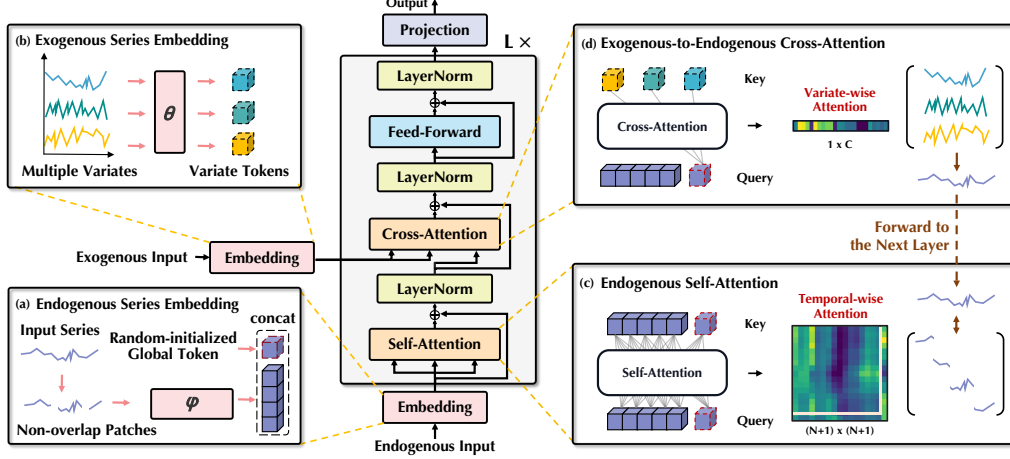 (b) Exogenous Series Embedding
θ
Multiple Variates
Variate Tokens
Exogenous Input
Embedding
(a) Endogenous Series Embedding
concat
Input Series
Random-initialized
Global Token
φ
Non-overlap Patches
Output
Projection
L ×
LayerNorm
Feed-Forward
LayerNorm
Cross-Attention
LayerNorm
Self-Attention
Embedding
Endogenous Input
(d) Exogenous-to-Endogenous Cross-Attention
Key
Variate-wise
Attention
Cross-Attention
1 x C
Query
Forward to
the Next Layer
(c) Endogenous Self-Attention
Key
Temporal-wise
Attention
Self-Attention
Query
(N+1) x (N+1)